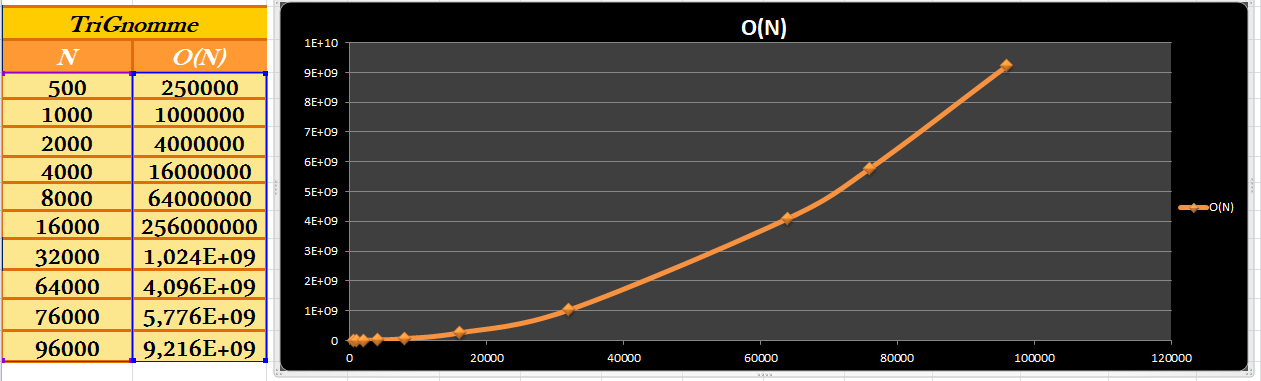 TriGnomme
N O(N)
500 250000
1000 1000000
2000 4000000
4000 16000000
8000 64000000
16000 256000000
32000 1,024E+09
64000 4,096E+09
76000 5,776E+09
96000 9,216E+09
O(N)
1E+10
9E+09
8E+09
7E+09
6E+09
5E+09
4E+09
3E+09
2E+09
1E+09
0
0 20000 40000 60000 80000 100000 120000
O(N)